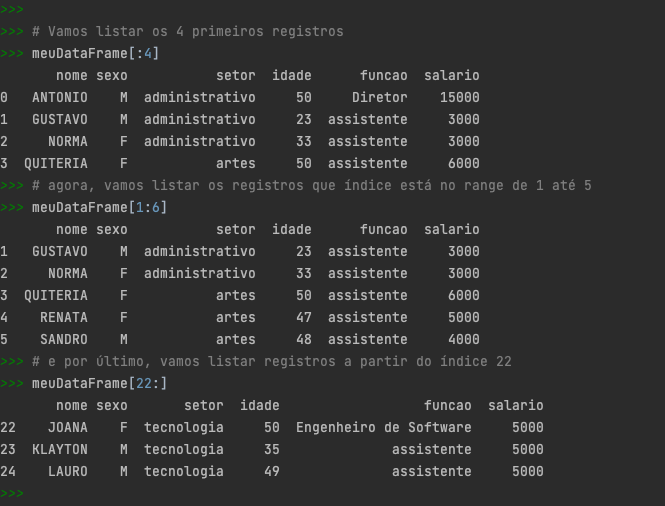 >>>
>>> # Vamos listar os 4 primeiros registros
>>> meuDataFrame[:4]
       nome sexo           setor  idade      funcao  salario
0   ANTONIO    M  administrativo     50     Diretor    15000
1   GUSTAVO    M  administrativo     23  assistente     3000
2     NORMA    F  administrativo     33  assistente     3000
3  QUITERIA    F           artes     50  assistente     6000
>>> # agora, vamos listar os registros que índice está no range de 1 até 5
>>> meuDataFrame[1:6]
       nome sexo           setor  idade      funcao  salario
1   GUSTAVO    M  administrativo     23  assistente     3000
2     NORMA    F  administrativo     33  assistente     3000
3  QUITERIA    F           artes     50  assistente     6000
4    RENATA    F           artes     47  assistente     5000
5    SANDRO    M           artes     48  assistente     4000
>>> # e por último, vamos listar registros a partir do índice 22
>>> meuDataFrame[22:]
       nome sexo       setor  idade                  funcao  salario
22    JOANA    F  tecnologia     50  Engenheiro de Software     5000
23  KLAYTON    M  tecnologia     35              assistente     5000
24    LAURO    M  tecnologia     49              assistente     5000
>>>